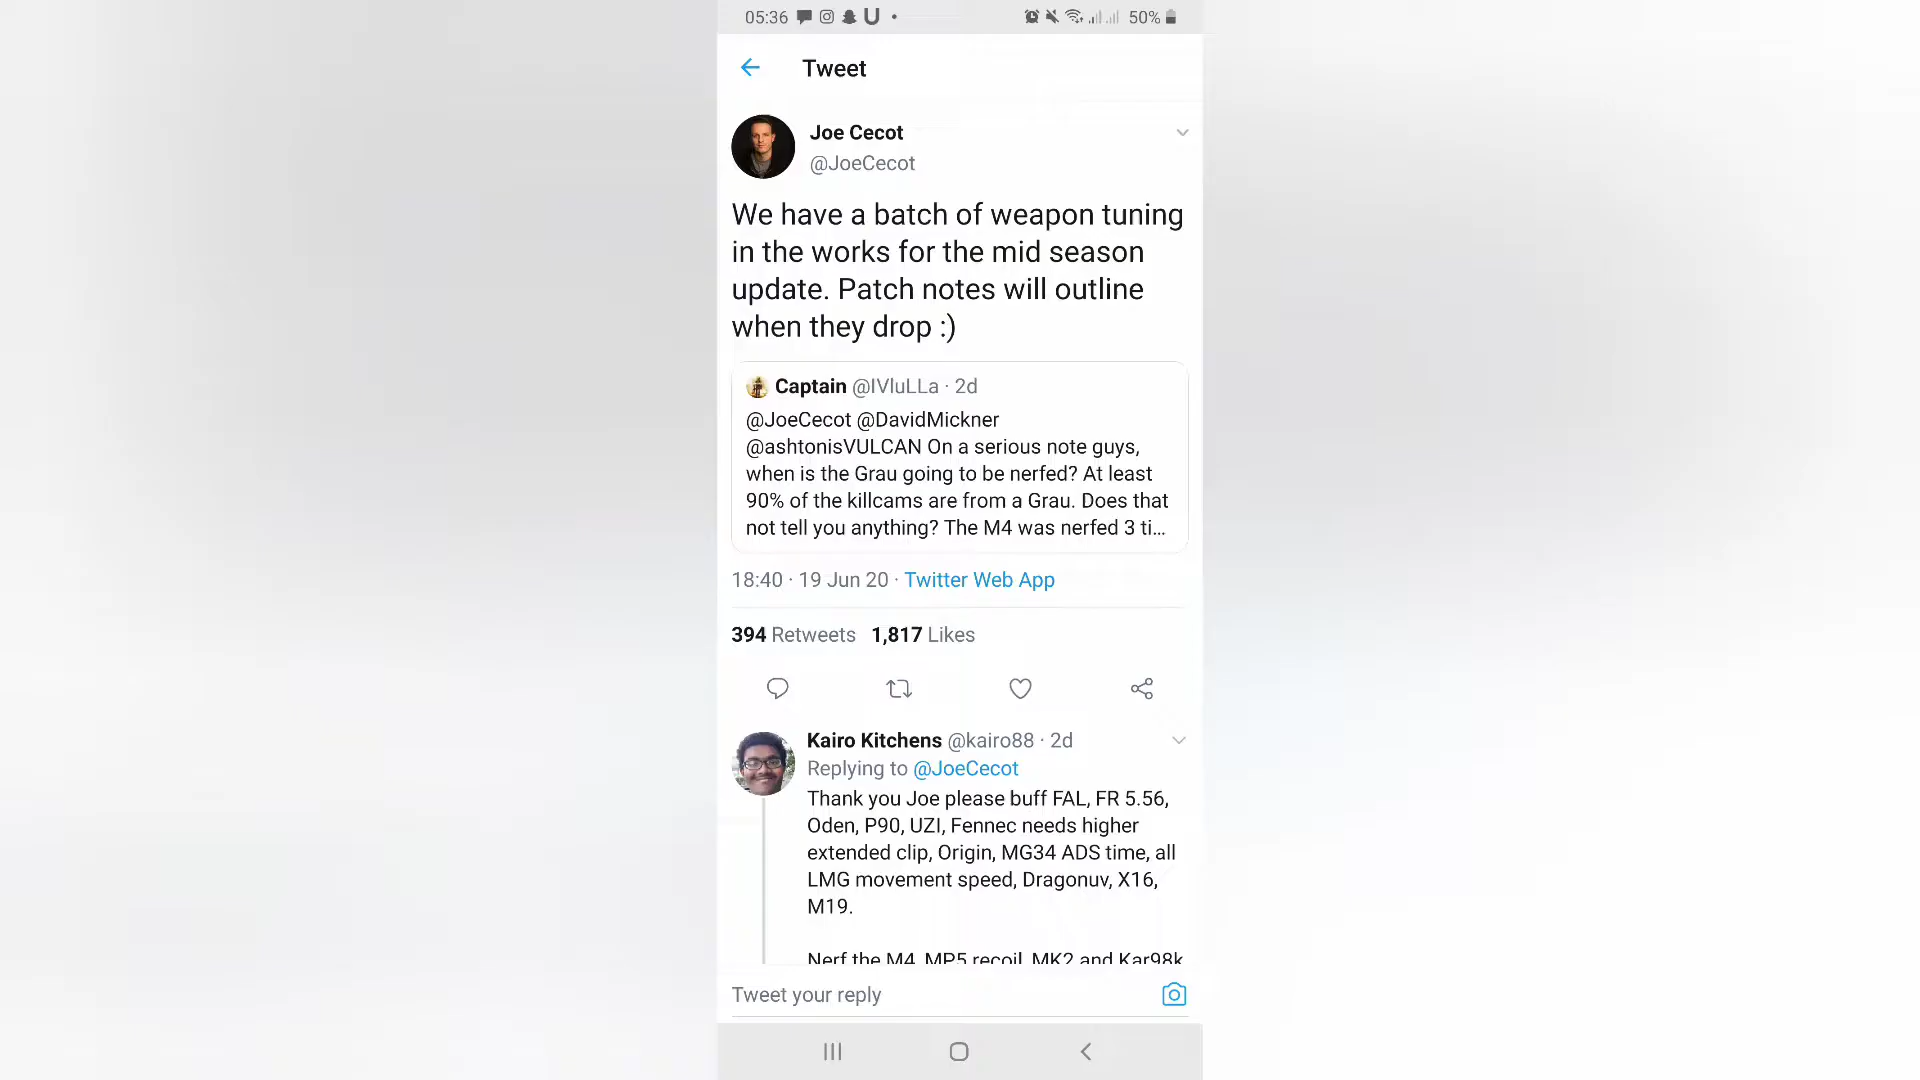 05:36
50%
Tweet
Joe Cecot
@JoeCecot
We have a batch of weapon tuning
in the works for the mid season
update. Patch notes will outline
when they drop :)
Captain @IVluLLa · 2d
@JoeCecot @DavidMickner
@ashtonisVULCAN On a serious note guys,
when is the Grau going to be nerfed? At least
90% of the killcams are from a Grau. Does that
not tell you anything? The M4 was nerfed 3 ti...
18:40 · 19 Jun 20 · Twitter Web App
394 Retweets 1,817 Likes
Kairo Kitchens @kairo88 · 2d
Replying to @JoeCecot
Thank you Joe please buff FAL, FR 5.56,
Oden, P90, UZI, Fennec needs higher
extended clip, Origin, MG34 ADS time, all
LMG movement speed, Dragonuv, X16,
M19.
Nerf the M4, MP5 recoil, MK2 and Kar98k
Tweet your reply